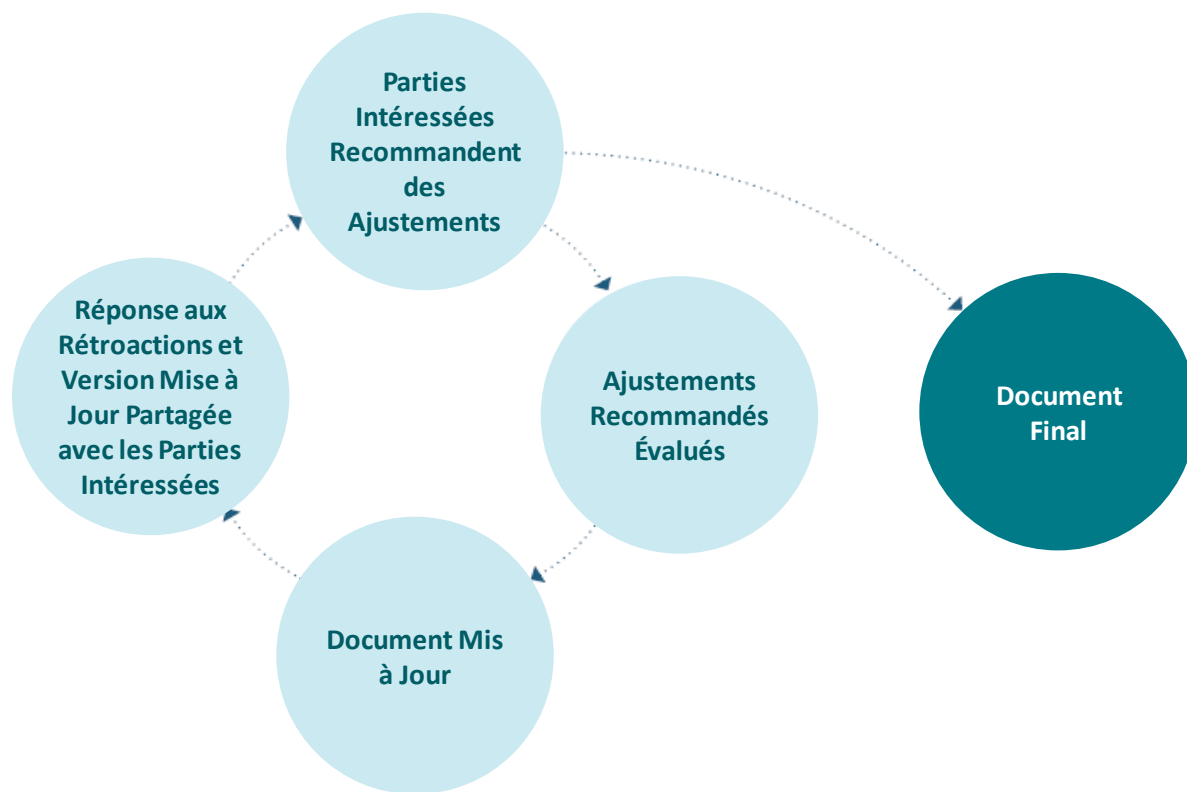 Parties
Intéressées
Recommandent
des
Ajustements
Réponse aux
Rétroactions et
Version Mise à
Jour Partagée
avec les Parties
Intéressées
Ajustements
Recommandés
Évalués
Document
Final
Document Mis
à Jour